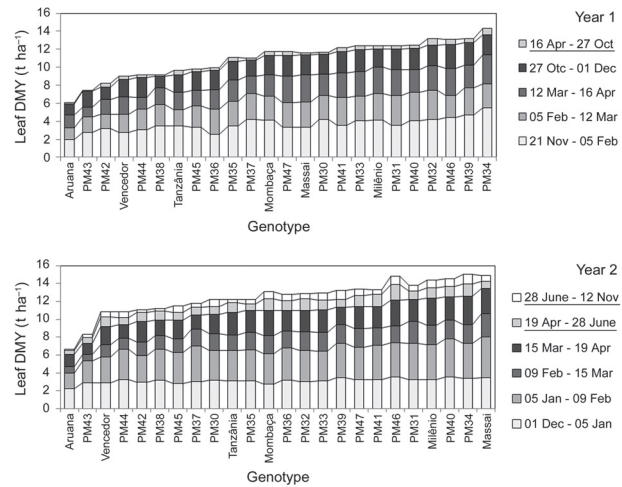 Year 1
Leaf DMY (t ha⁻¹)
16
14
12
10
8
6
4
2
0
16 Apr - 27 Oct
27 Otc - 01 Dec
12 Mar - 16 Apr
05 Feb - 12 Mar
21 Nov - 05 Feb
Aruana
PM43
PM42
Vencedor
PM44
PM38
Tanzânia
PM45
PM36
PM35
PM37
Mombaça
PM47
Massai
PM30
PM41
PM33
Milênio
PM31
PM40
PM32
PM46
PM39
PM34
Genotype
Year 2
Leaf DMY (t ha⁻¹)
16
14
12
10
8
6
4
2
0
28 June - 12 Nov
19 Apr - 28 June
15 Mar - 19 Apr
09 Feb - 15 Mar
05 Jan - 09 Feb
01 Dec - 05 Jan
Aruana
PM43
Vencedor
PM44
PM42
PM38
PM45
PM37
PM30
Tanzânia
PM35
Mombaça
PM36
PM32
PM33
PM39
PM47
PM41
PM46
PM31
Milênio
PM40
PM34
Massai
Genotype